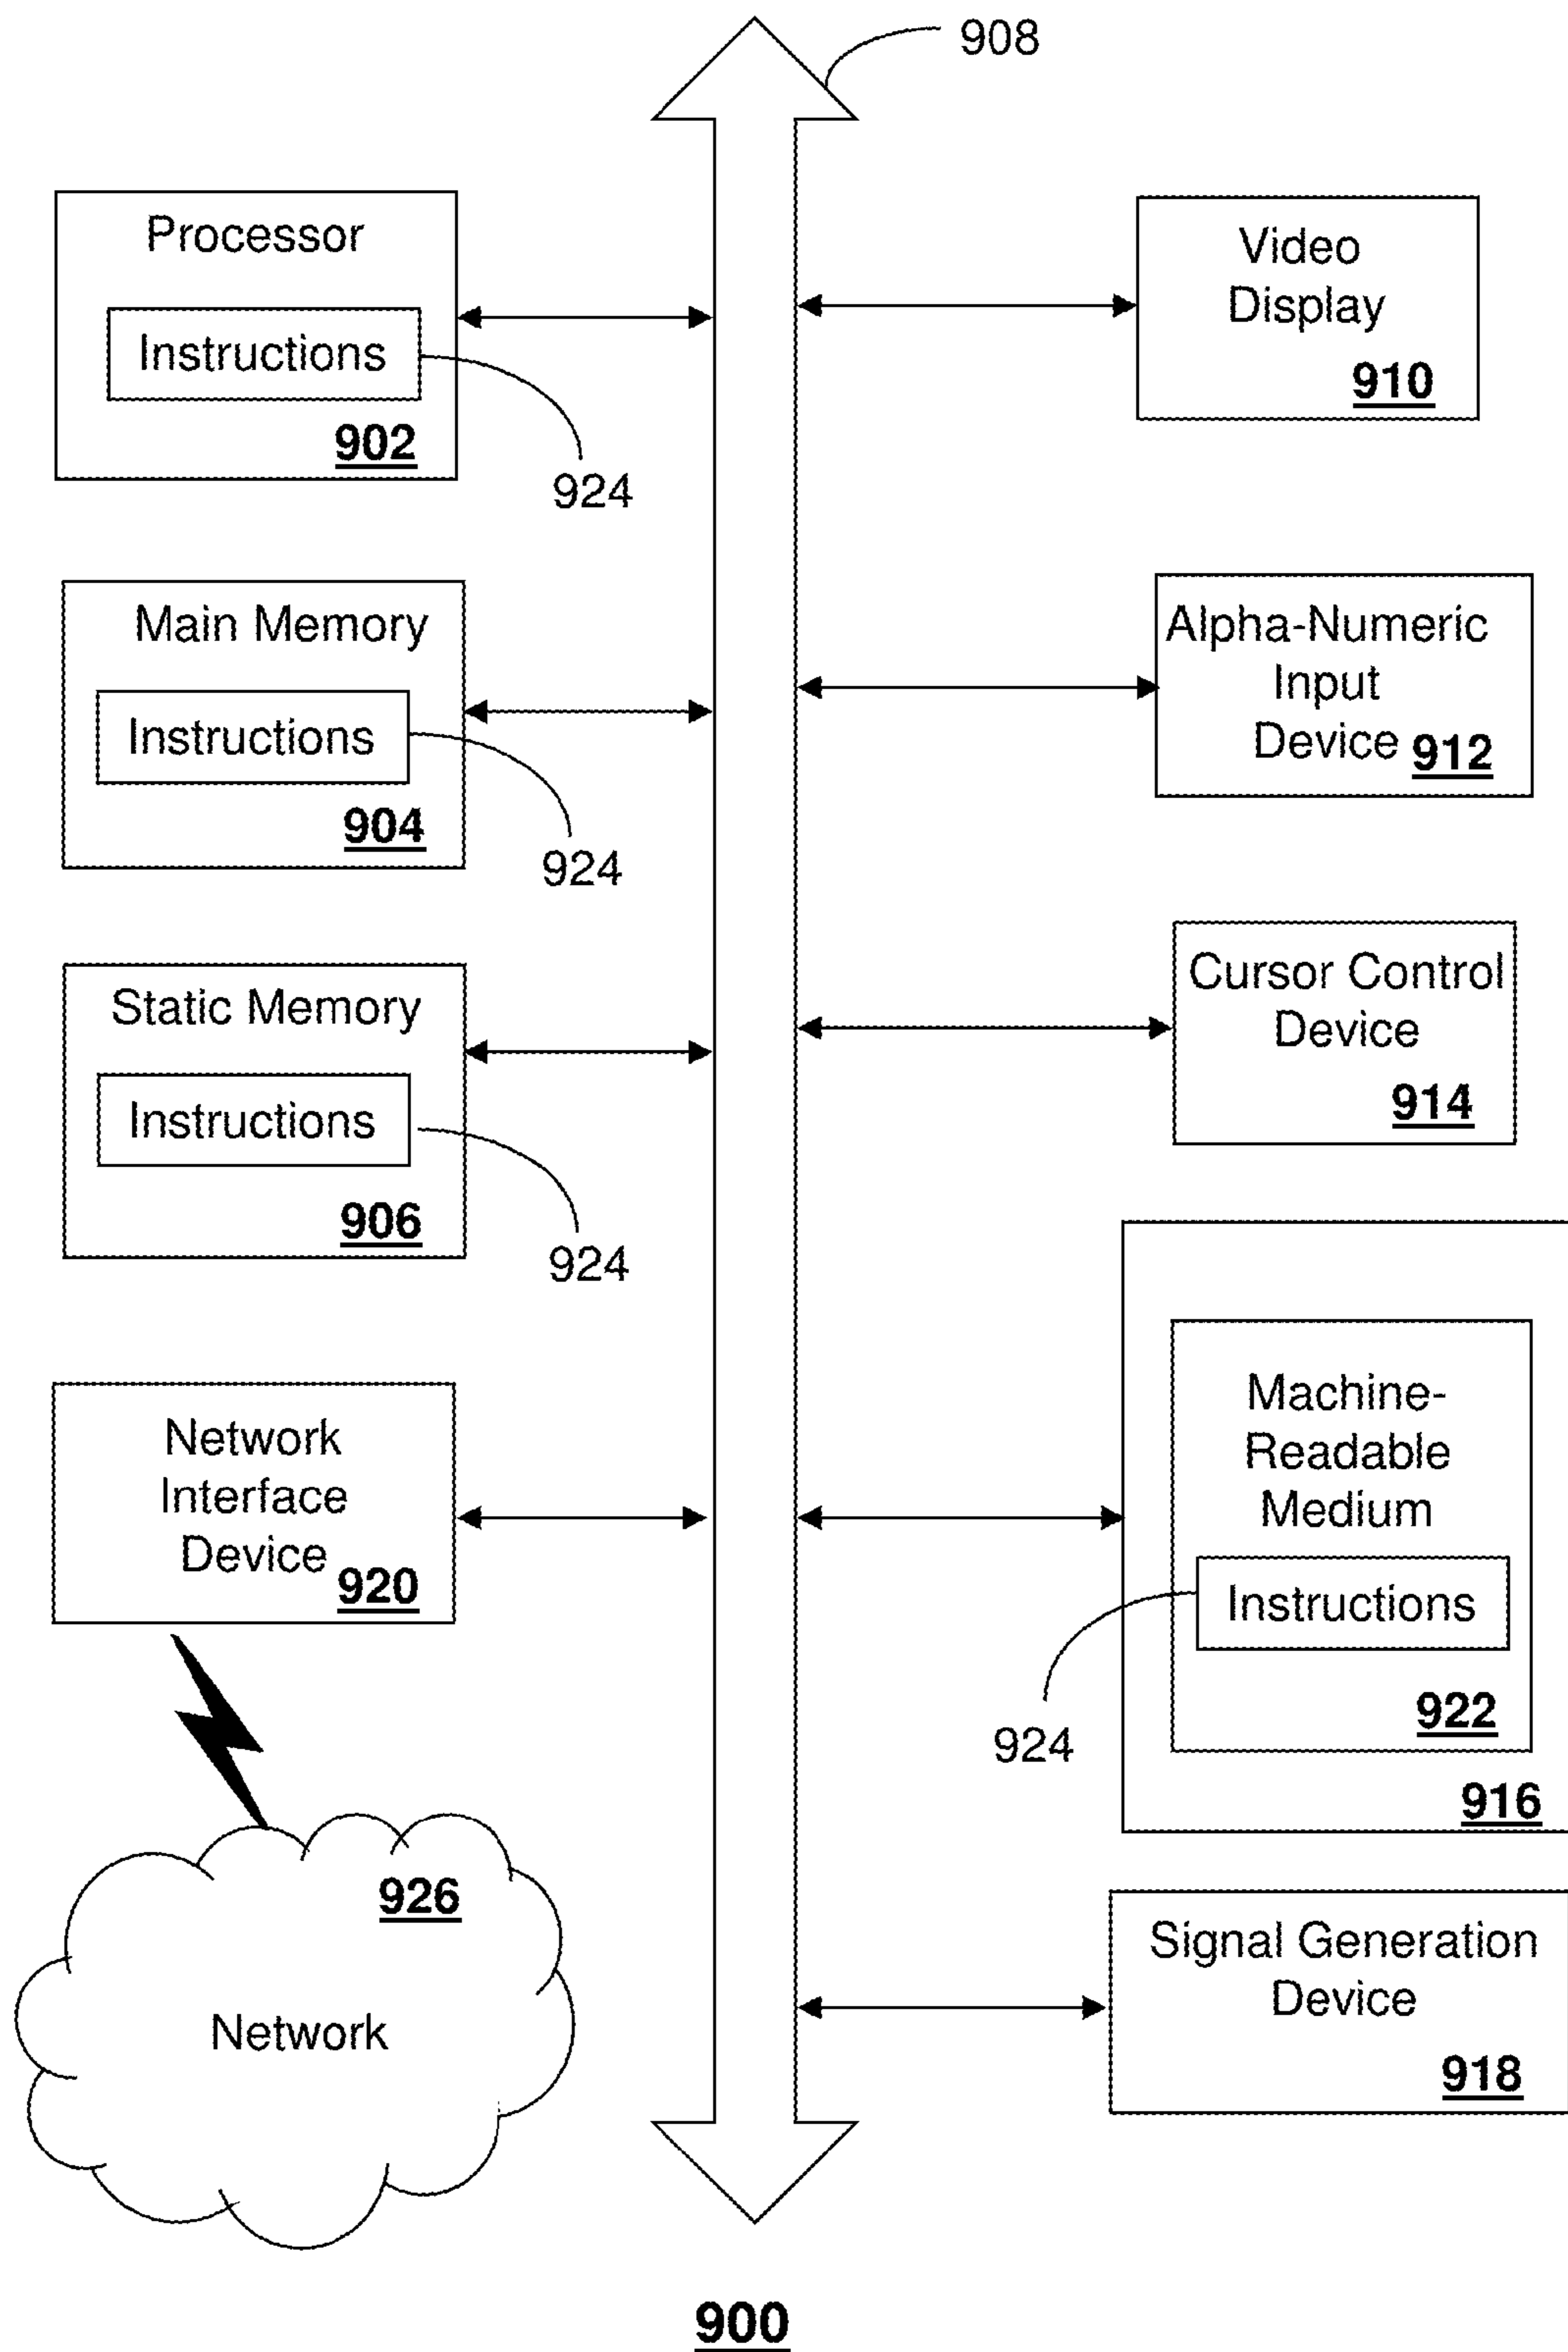 908
Processor
Instructions
902
924
Main Memory
Instructions
904
924
Static Memory
Instructions
906
924
Network
Interface
Device
920
926
Network
Video
Display
910
Alpha-Numeric
Input
Device 912
Cursor Control
Device
914
Machine-
Readable
Medium
Instructions
922
924
916
Signal Generation
Device
918
900